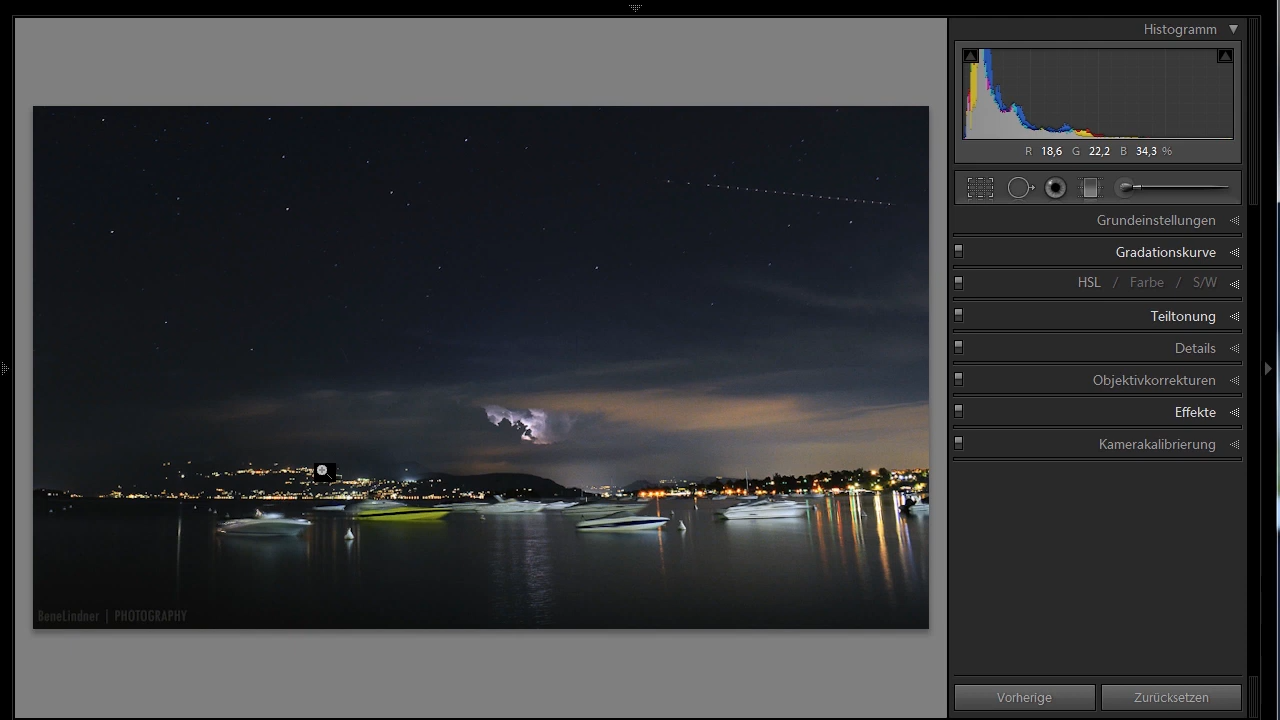 Histogramm
R 18,6 G 22,2 B 34,3 %
Grundeinstellungen
Gradationskurve
HSL / Farbe / S/W
Teiltonung
Details
Objektivkorrekturen
Effekte
Kamerakalibrierung
BeneLindner | PHOTOGRAPHY
Vorherige
Zurücksetzen